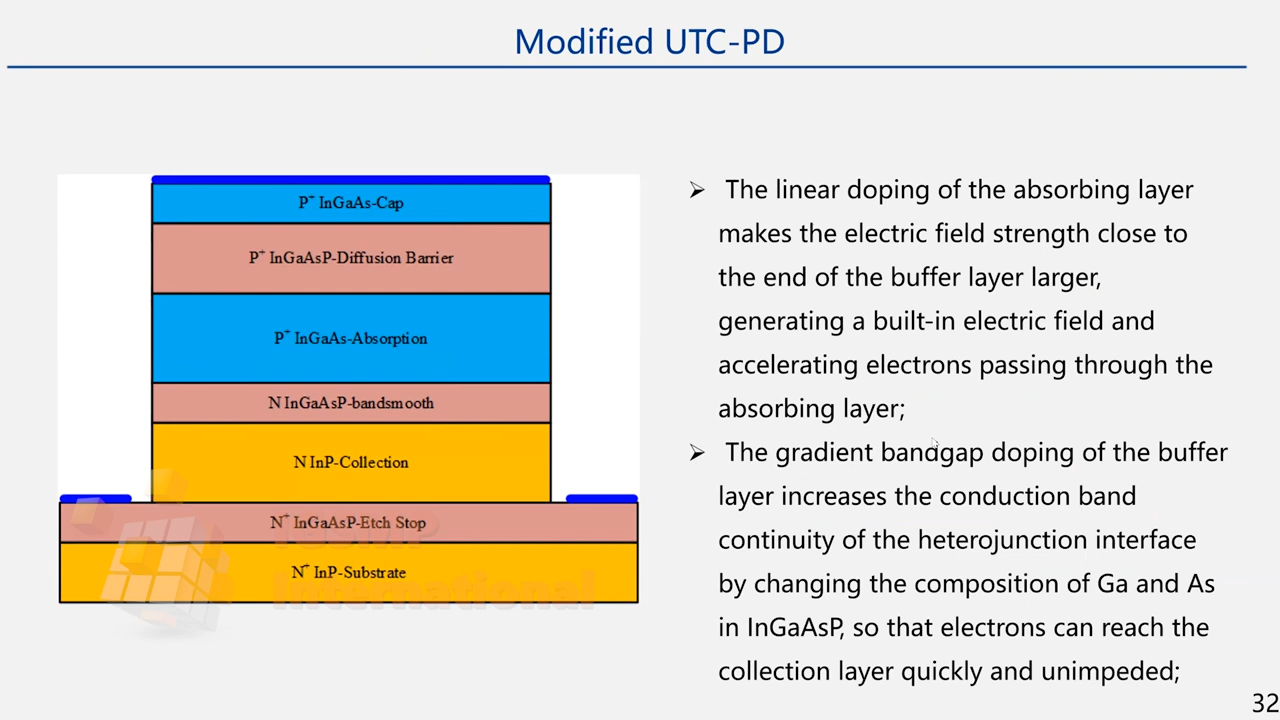 Modified UTC-PD
P+ InGaAs-Cap
P+ InGaAsP-Diffusion Barrier
P+ InGaAs-Absorption
N InGaAsP-bandsmooth
N InP-Collection
N+ InGaAsP-Etch Stop
N+ InP-Substrate
International
➢ The linear doping of the absorbing layer
makes the electric field strength close to
the end of the buffer layer larger,
generating a built-in electric field and
accelerating electrons passing through the
absorbing layer;
➢ The gradient bandgap doping of the buffer
layer increases the conduction band
continuity of the heterojunction interface
by changing the composition of Ga and As
in InGaAsP, so that electrons can reach the
collection layer quickly and unimpeded;
32